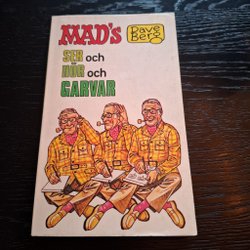 MAD's
Dave
Berg
SER och
HÖR och
GARVAR